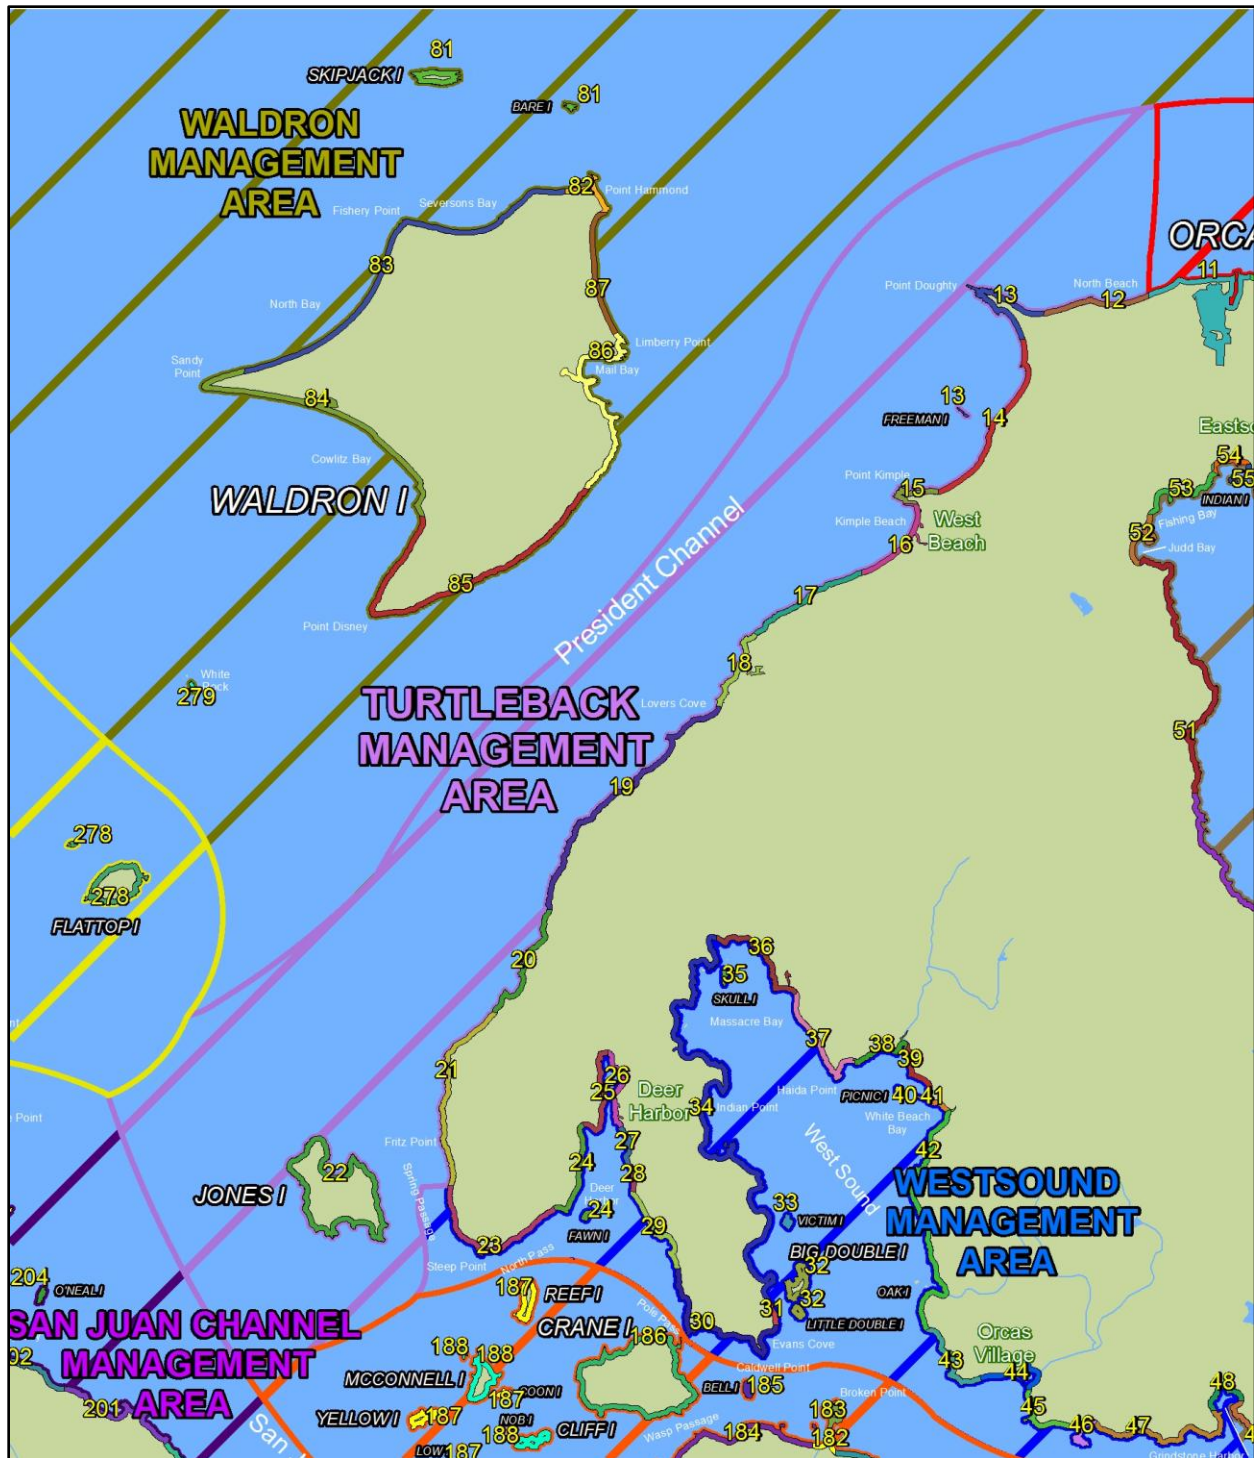 81
SKIPJACK I
81
BARE I
WALDRON
MANAGEMENT
AREA
82
Point Hammond
Seversons Bay
Fishery Point
83
North Bay
87
Limberry Point
86
Mail Bay
Sandy
Point
84
Cowlitz Bay
WALDRON I
85
Point Disney
White
Rock
279
ORCA
11
North Beach
12
13
Point Doughty
13
FREEMAN I
14
Eastso
54
55
53
INDIAN I
Fishing Bay
52
Judd Bay
Point Kimple
15
Kimple Beach
West
Beach
16
17
President Channel
18
Lovers Cove
TURTLEBACK
MANAGEMENT
AREA
19
51
278
278
FLATTOP I
20
36
35
SKULL I
Massacre Bay
37
38
39
21
26
25
Deer
Harbor
Haida Point
PICNIC I
40
41
34
Indian Point
White Beach
Bay
Point
Fritz Point
27
42
24
28
22
JONES I
Spring Passage
Deer
Harbor
24
FAWN I
29
West Sound
WESTSOUND
MANAGEMENT
AREA
33
VICTIM I
23
Steep Point
North Pass
BIG DOUBLE I
32
204
O'NEAL I
187
REEF I
OAK I
32
31
LITTLE DOUBLE I
SAN JUAN CHANNEL
MANAGEMENT
AREA
CRANE I
Pole Pass
30
186
Evans Cove
Orcas
Village
02
188
188
MCCONNELL I
Caldwell Point
43
44
BELL I
185
201
187
COON I
Broken Point
48
YELLOW I
187
NOB I
183
45
188
CLIFF I
Wasp Passage
184
182
46
47
San J
LOW I
187
Grindstone Harbor